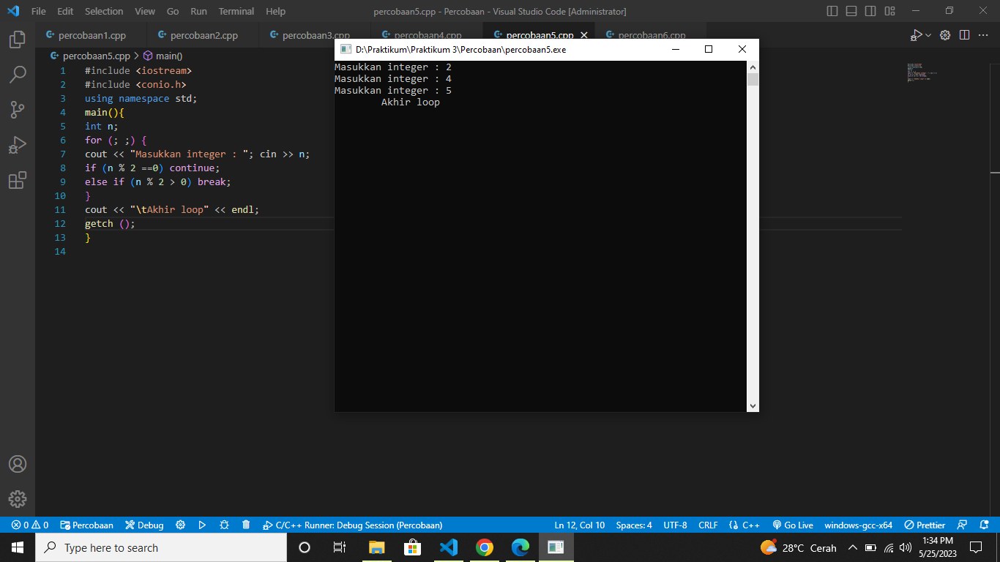 File Edit Selection View Go Run Terminal Help percobaan5.cpp - Percobaan - Visual Studio Code [Administrator]
percobaan1.cpp percobaan2.cpp percobaan3.cpp percobaan4.cpp percobaan5.cpp percobaan6.cpp
percobaan5.cpp > main()
1 #include <iostream>
2 #include <conio.h>
3 using namespace std;
4 main(){
5 int n;
6 for (; ;) {
7 cout << "Masukkan integer : "; cin >> n;
8 if (n % 2 ==0) continue;
9 else if (n % 2 > 0) break;
10 }
11 cout << "\tAkhir loop" << endl;
12 getch ();
13 }
14
D:\Praktikum\Praktikum 3\Percobaan\percobaan5.exe
Masukkan integer : 2
Masukkan integer : 4
Masukkan integer : 5
Akhir loop
0 0 Percobaan Debug C/C++ Runner: Debug Session (Percobaan) Ln 12, Col 10 Spaces: 4 UTF-8 CRLF {} C++ Go Live windows-gcc-x64 Prettier
Type here to search 28°C Cerah 1:34 PM
5/25/2023